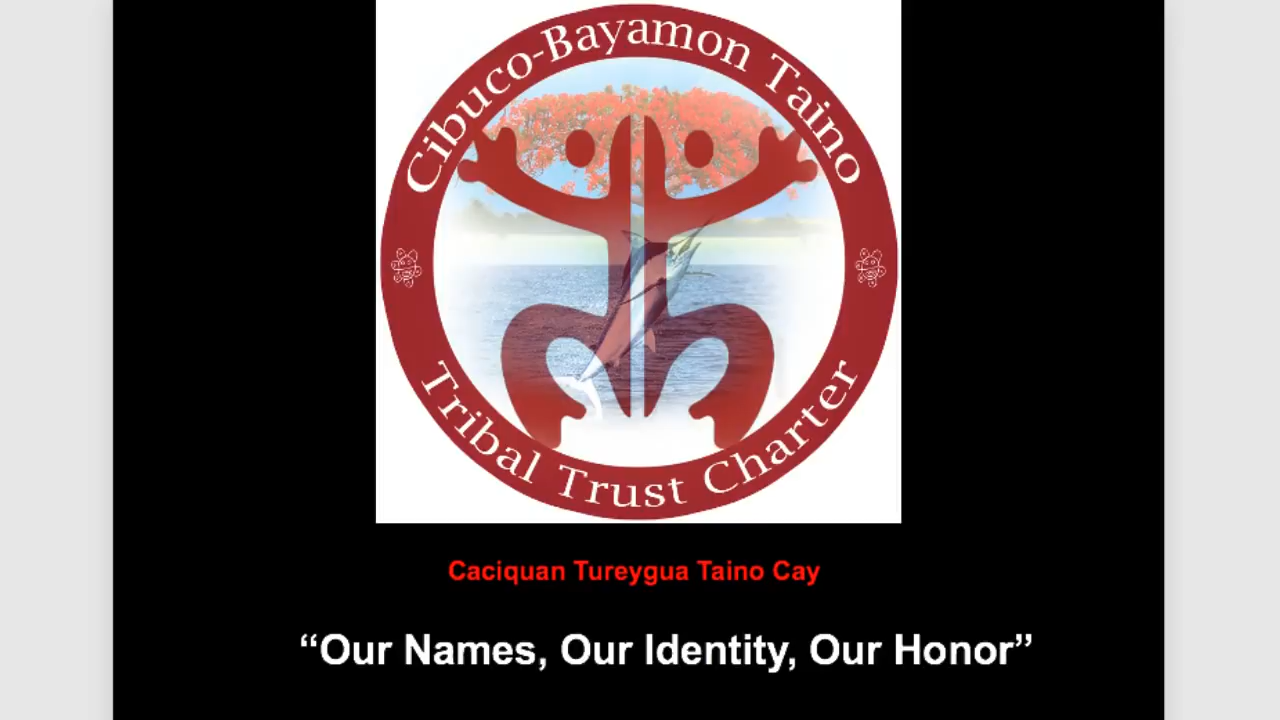 Cibuco-Bayamon Taino
Tribal Trust Charter
Caciquan Tureygua Taino Cay
“Our Names, Our Identity, Our Honor”